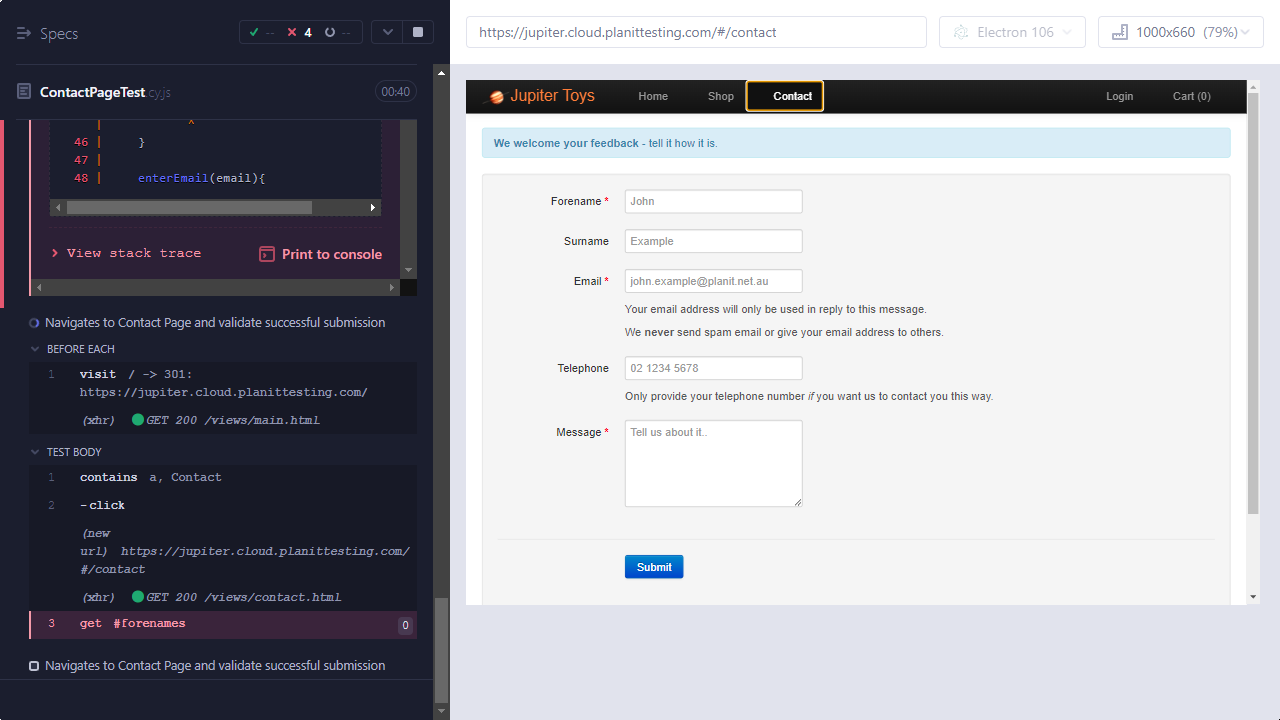 Specs
-- 4 --
ContactPageTest.cy.js 00:40
^
46 | }
47 |
48 | enterEmail(email){
View stack trace
Print to console
Navigates to Contact Page and validate successful submission
BEFORE EACH
1 visit / -> 301:
https://jupiter.cloud.planittesting.com/
(xhr) GET 200 /views/main.html
TEST BODY
1 contains a, Contact
2 -click
(new
url) https://jupiter.cloud.planittesting.com/
#/contact
(xhr) GET 200 /views/contact.html
3 get #forenames 0
Navigates to Contact Page and validate successful submission
https://jupiter.cloud.planittesting.com/#/contact
Electron 106
1000x660 (79%)
Jupiter Toys Home Shop Contact Login Cart (0)
We welcome your feedback - tell it how it is.
Forename * John
Surname Example
Email * john.example@planit.net.au
Your email address will only be used in reply to this message.
We never send spam email or give your email address to others.
Telephone 02 1234 5678
Only provide your telephone number if you want us to contact you this way.
Message * Tell us about it..
Submit